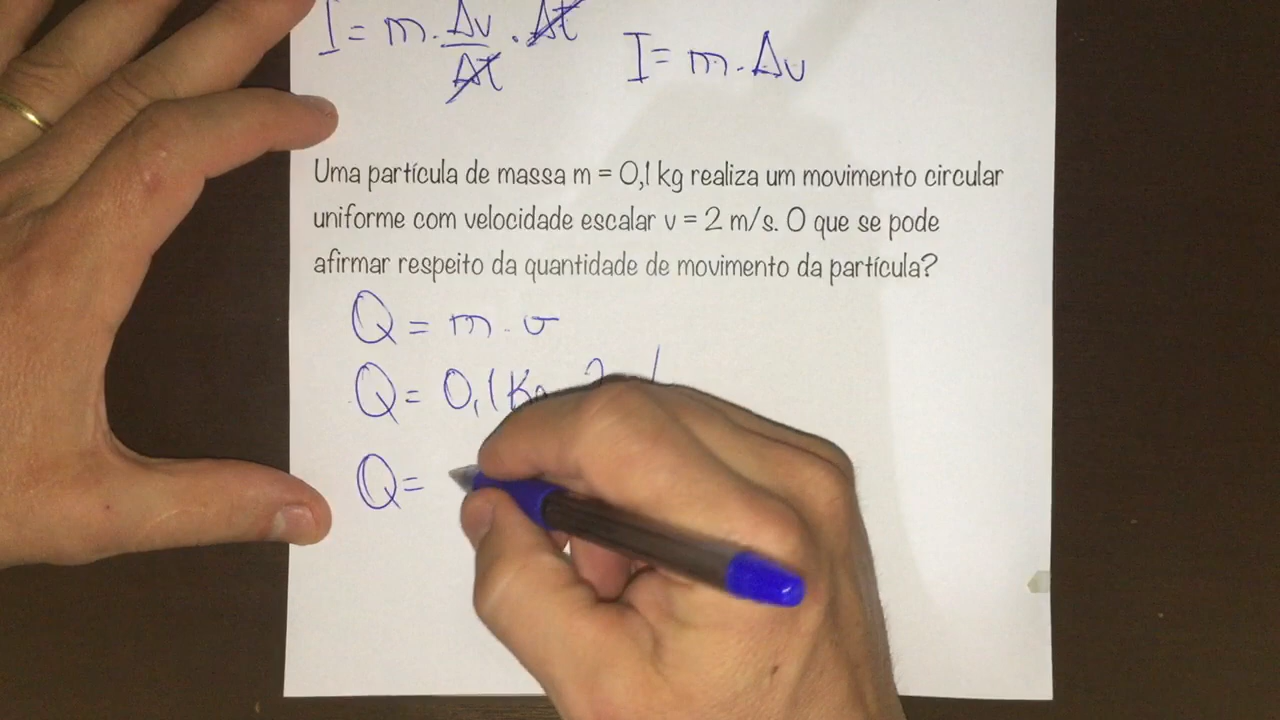 I = m . Δv/Δt . Δt I = m . Δv
Uma partícula de massa m = 0,1 kg realiza um movimento circular
uniforme com velocidade escalar v = 2 m/s. O que se pode
afirmar respeito da quantidade de movimento da partícula?
Q = m . v
Q = 0,1 Kg
Q =